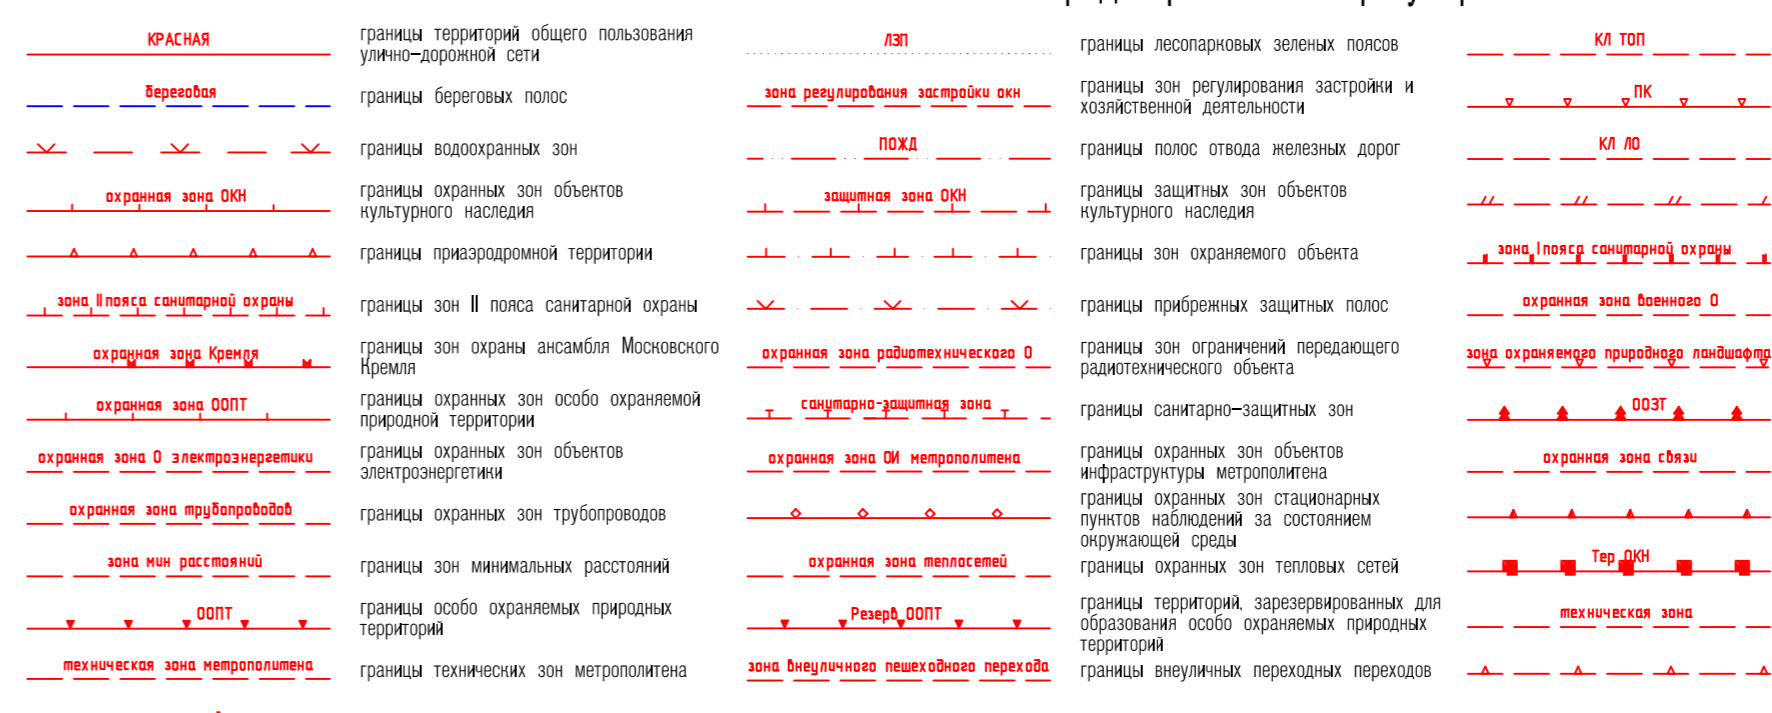 КРАСНАЯ
границы территорий общего пользования
улично-дорожной сети
ЛЗП
границы лесопарковых зеленых поясов
КЛ ТОП
береговая
границы береговых полос
зона регулирования застройки окн
границы зон регулирования застройки и
хозяйственной деятельности
ПК
границы водоохранных зон
ПОЖД
границы полос отвода железных дорог
КЛ ЛО
охранная зона ОКН
границы охранных зон объектов
культурного наследия
защитная зона ОКН
границы защитных зон объектов
культурного наследия
границы приаэродромной территории
границы зон охраняемого объекта
зона I пояса санитарной охраны
зона II пояса санитарной охраны
границы зон II пояса санитарной охраны
границы прибрежных защитных полос
охранная зона военного О
охранная зона Кремля
границы зон охраны ансамбля Московского
Кремля
охранная зона радиотехнического О
границы зон ограничений передающего
радиотехнического объекта
зона охраняемого природного ландшафта
охранная зона ООПТ
границы охранных зон особо охраняемой
природной территории
санитарно-защитная зона
границы санитарно-защитных зон
ООЗТ
охранная зона О электроэнергетики
границы охранных зон объектов
электроэнергетики
охранная зона ОИ метрополитена
границы охранных зон объектов
инфраструктуры метрополитена
охранная зона связи
охранная зона трубопроводов
границы охранных зон трубопроводов
границы охранных зон стационарных
пунктов наблюдений за состоянием
окружающей среды
зона мин расстояний
границы зон минимальных расстояний
охранная зона теплосетей
границы охранных зон тепловых сетей
Тер ОКН
ООПТ
границы особо охраняемых природных
территорий
Резерв ООПТ
границы территорий, зарезервированных для
образования особо охраняемых природных
территорий
техническая зона
техническая зона метрополитена
границы технических зон метрополитена
зона внеуличного пешеходного перехода
границы внеуличных переходных переходов